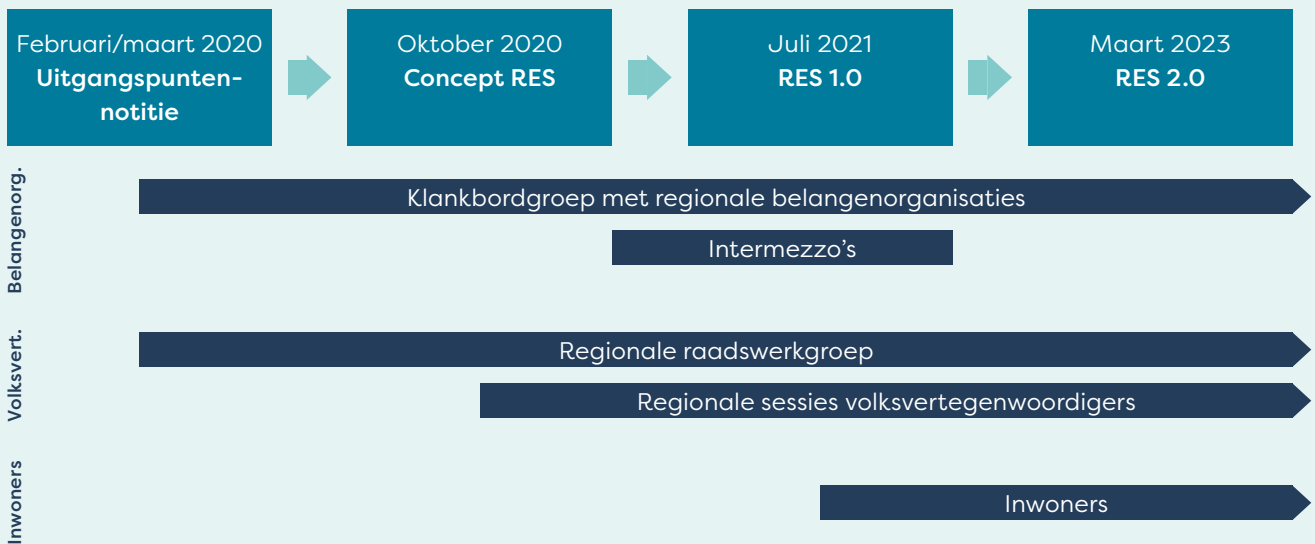 Februari/maart 2020
Uitgangspunten-
notitie
Oktober 2020
Concept RES
Juli 2021
RES 1.0
Maart 2023
RES 2.0
Belangenorg.
Klankbordgroep met regionale belangenorganisaties
Intermezzo's
Volksvert.
Regionale raadswerkgroep
Regionale sessies volksvertegenwoordigers
Inwoners
Inwoners